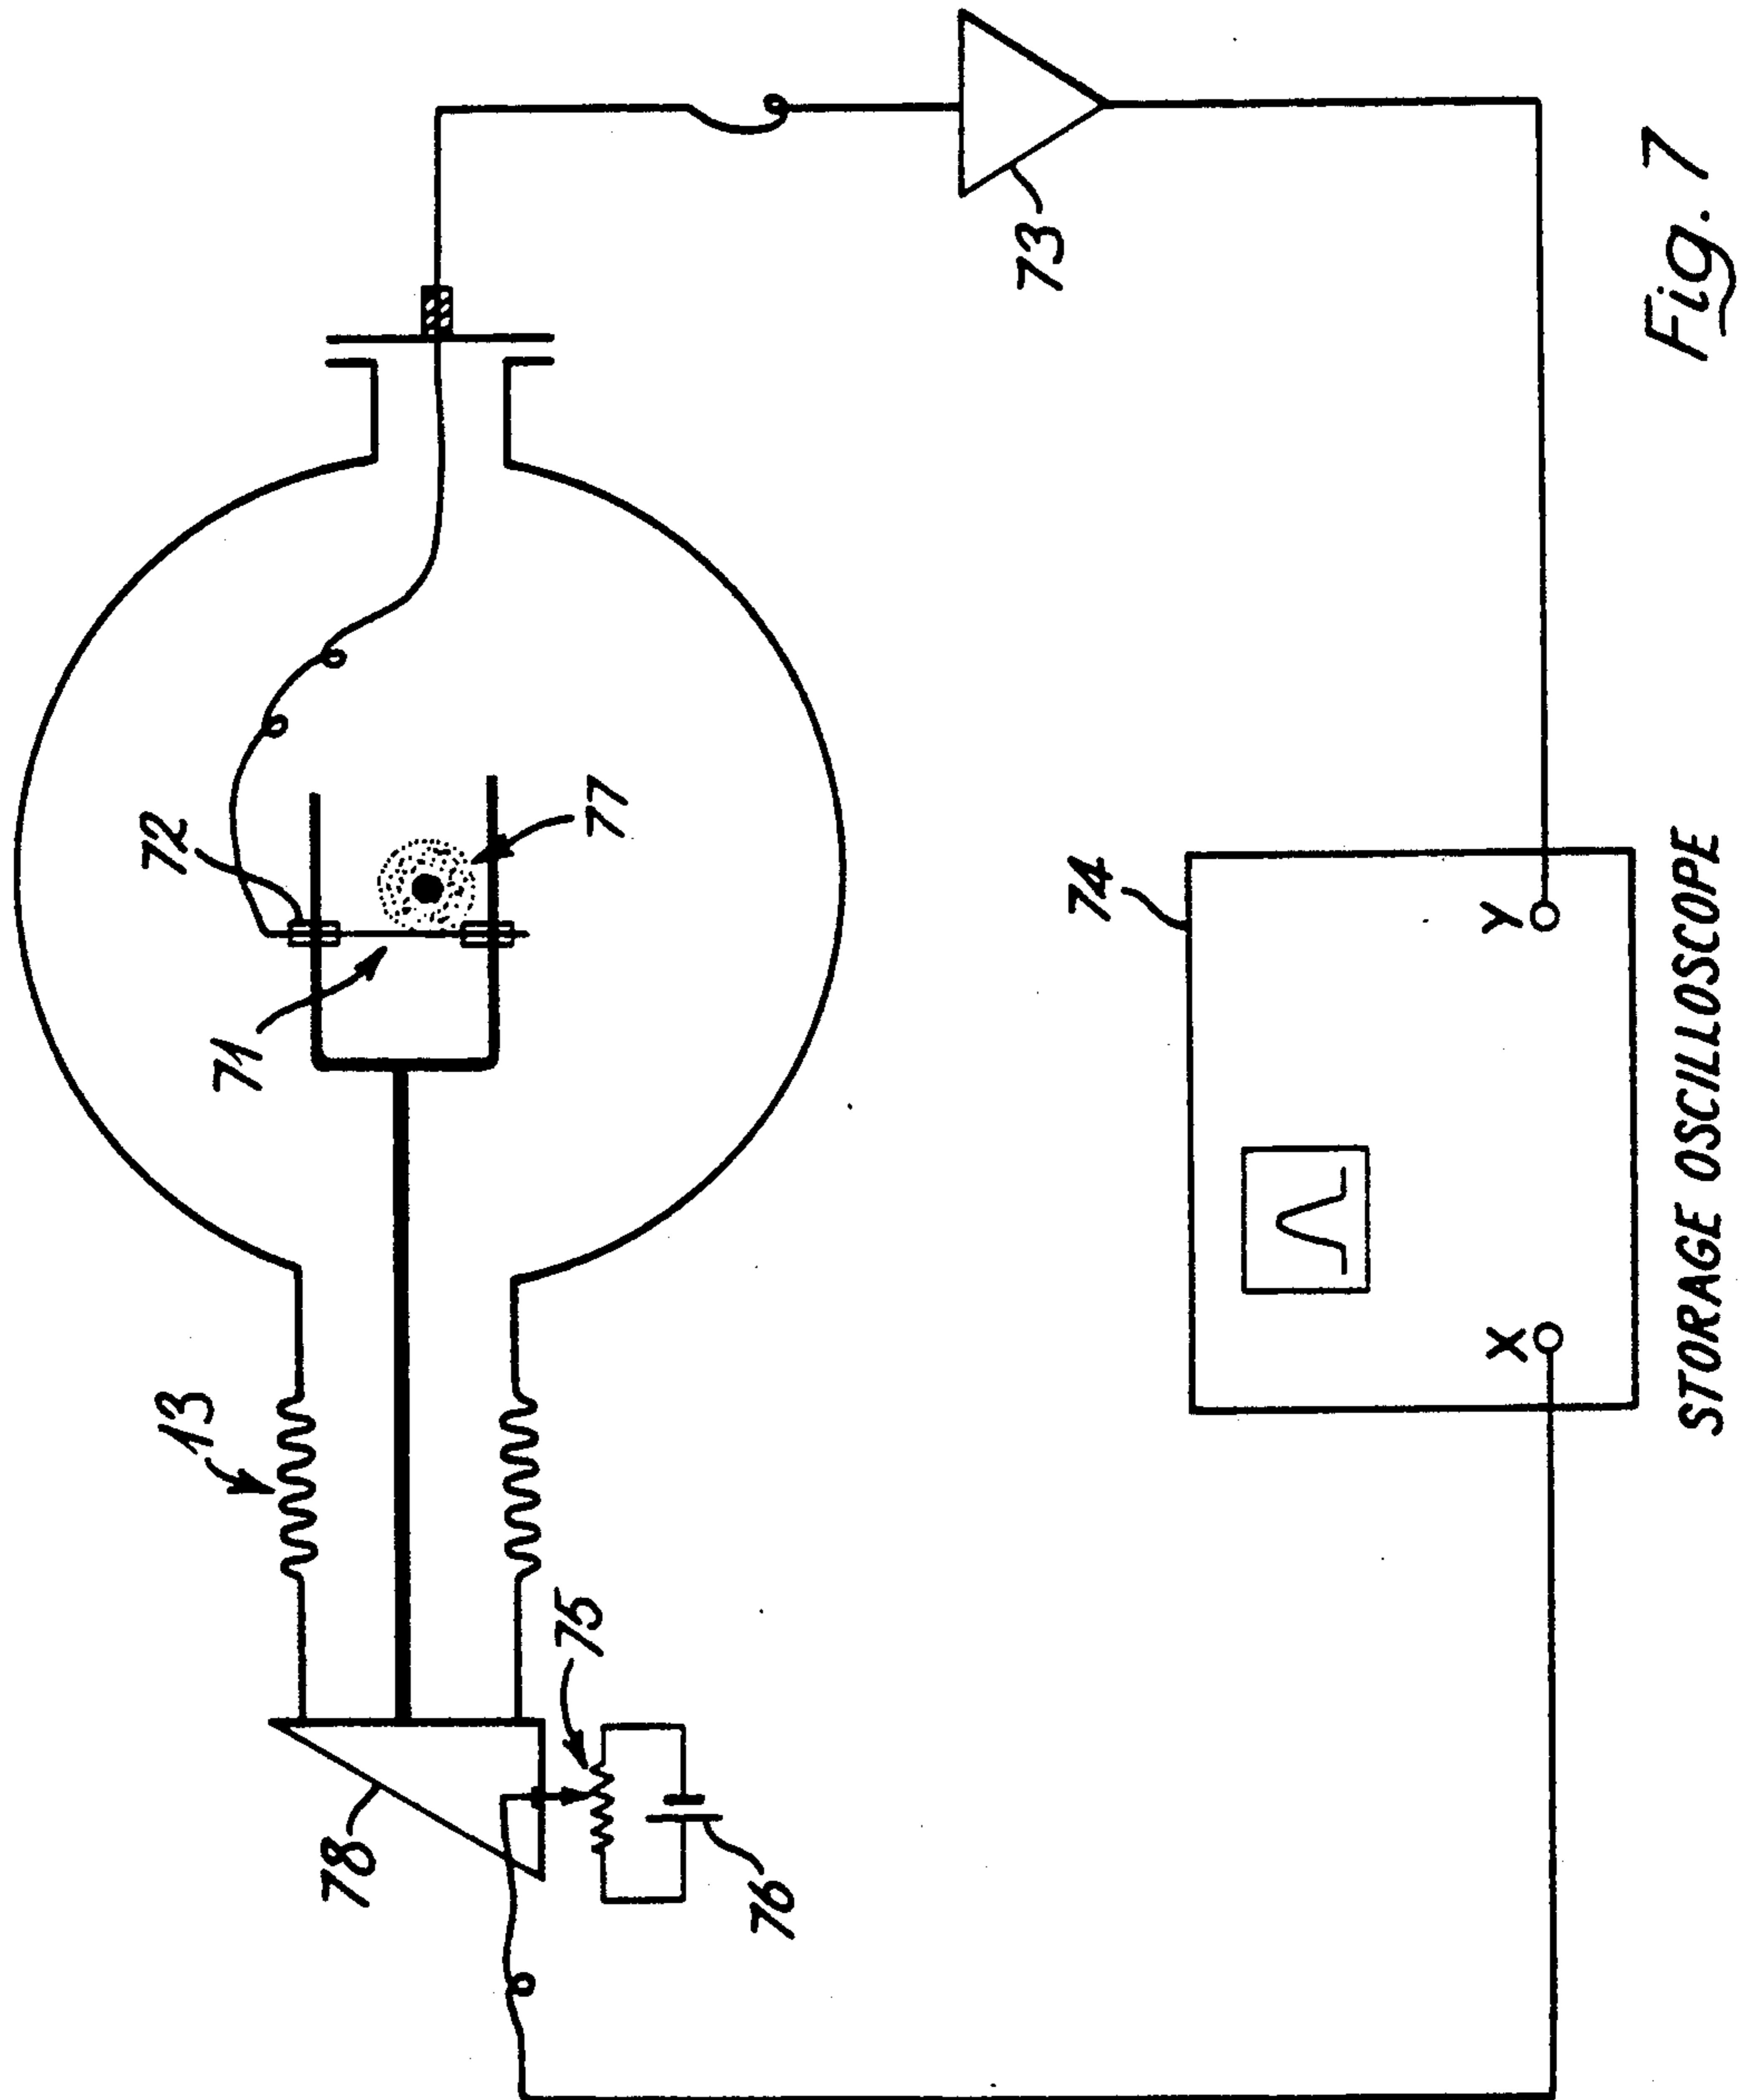 13
78
75
76
71
72
77
73
74
X
Y
STORAGE OSCILLOSCOPE
Fig. 7